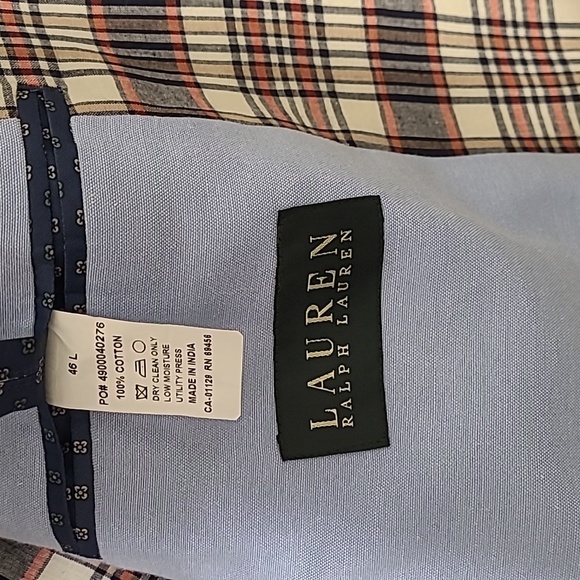 46 L
PO# 4900040276
100% COTTON
DRY CLEAN ONLY
LOW MOISTURE
UTILITY PRESS
MADE IN INDIA
CA-01129 RN 69456
LAUREN
RALPH LAUREN